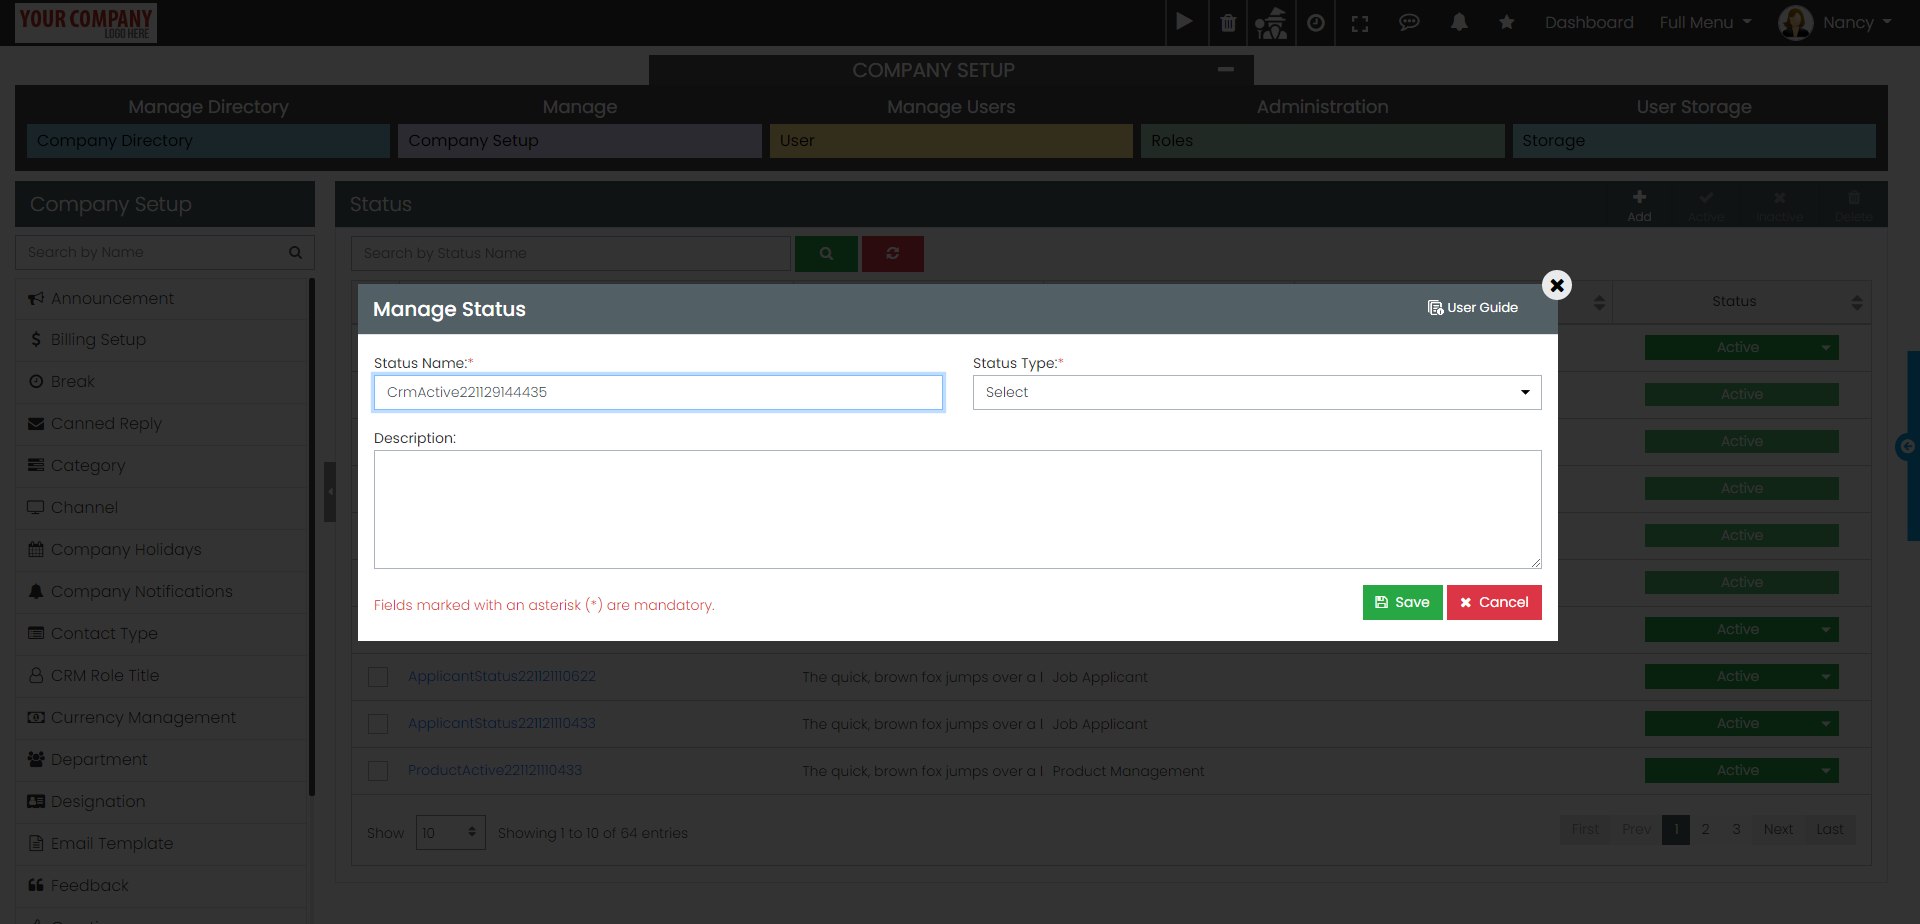 YOUR COMPANY
LOGO HERE
Dashboard
Full Menu
Nancy
COMPANY SETUP
Manage Directory
Manage
Manage Users
Administration
User Storage
Company Directory
Company Setup
User
Roles
Storage
Company Setup
Status
Add
Active
Inactive
Delete
Search by Name
Search by Status Name
Announcement
Billing Setup
Break
Canned Reply
Category
Channel
Company Holidays
Company Notifications
Contact Type
CRM Role Title
Currency Management
Department
Designation
Email Template
Feedback
Status
Active
Active
Active
Active
Active
Active
Active
Manage Status
User Guide
Status Name:*
Status Type:*
CrmActive221129144435
Select
Description:
Fields marked with an asterisk (*) are mandatory.
Save
Cancel
ApplicantStatus221121110622
The quick, brown fox jumps over a l
Job Applicant
Active
ApplicantStatus221121110433
The quick, brown fox jumps over a l
Job Applicant
Active
ProductActive221121110433
The quick, brown fox jumps over a l
Product Management
Active
Show
10
Showing 1 to 10 of 64 entries
First
Prev
1
2
3
Next
Last